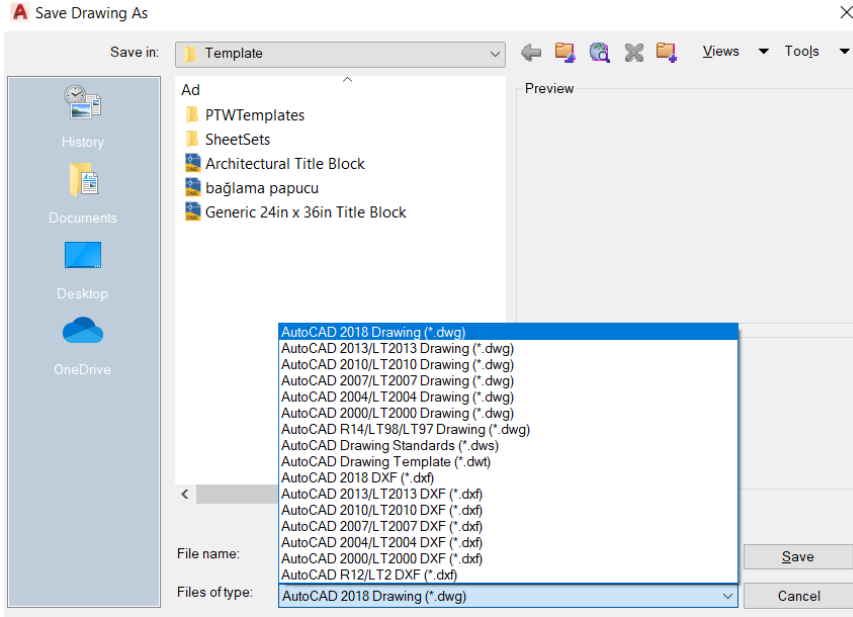 Save Drawing As
Save in: Template Views Tools
Ad
Preview
PTWTemplates
SheetSets
Architectural Title Block
bağlama papucu
Generic 24in x 36in Title Block
History
Documents
Desktop
OneDrive
AutoCAD 2018 Drawing (*.dwg)
AutoCAD 2013/LT2013 Drawing (*.dwg)
AutoCAD 2010/LT2010 Drawing (*.dwg)
AutoCAD 2007/LT2007 Drawing (*.dwg)
AutoCAD 2004/LT2004 Drawing (*.dwg)
AutoCAD 2000/LT2000 Drawing (*.dwg)
AutoCAD R14/LT98/LT97 Drawing (*.dwg)
AutoCAD Drawing Standards (*.dws)
AutoCAD Drawing Template (*.dwt)
AutoCAD 2018 DXF (*.dxf)
AutoCAD 2013/LT2013 DXF (*.dxf)
AutoCAD 2010/LT2010 DXF (*.dxf)
AutoCAD 2007/LT2007 DXF (*.dxf)
AutoCAD 2004/LT2004 DXF (*.dxf)
AutoCAD 2000/LT2000 DXF (*.dxf)
AutoCAD R12/LT2 DXF (*.dxf)
File name: Save
Files of type: AutoCAD 2018 Drawing (*.dwg) Cancel